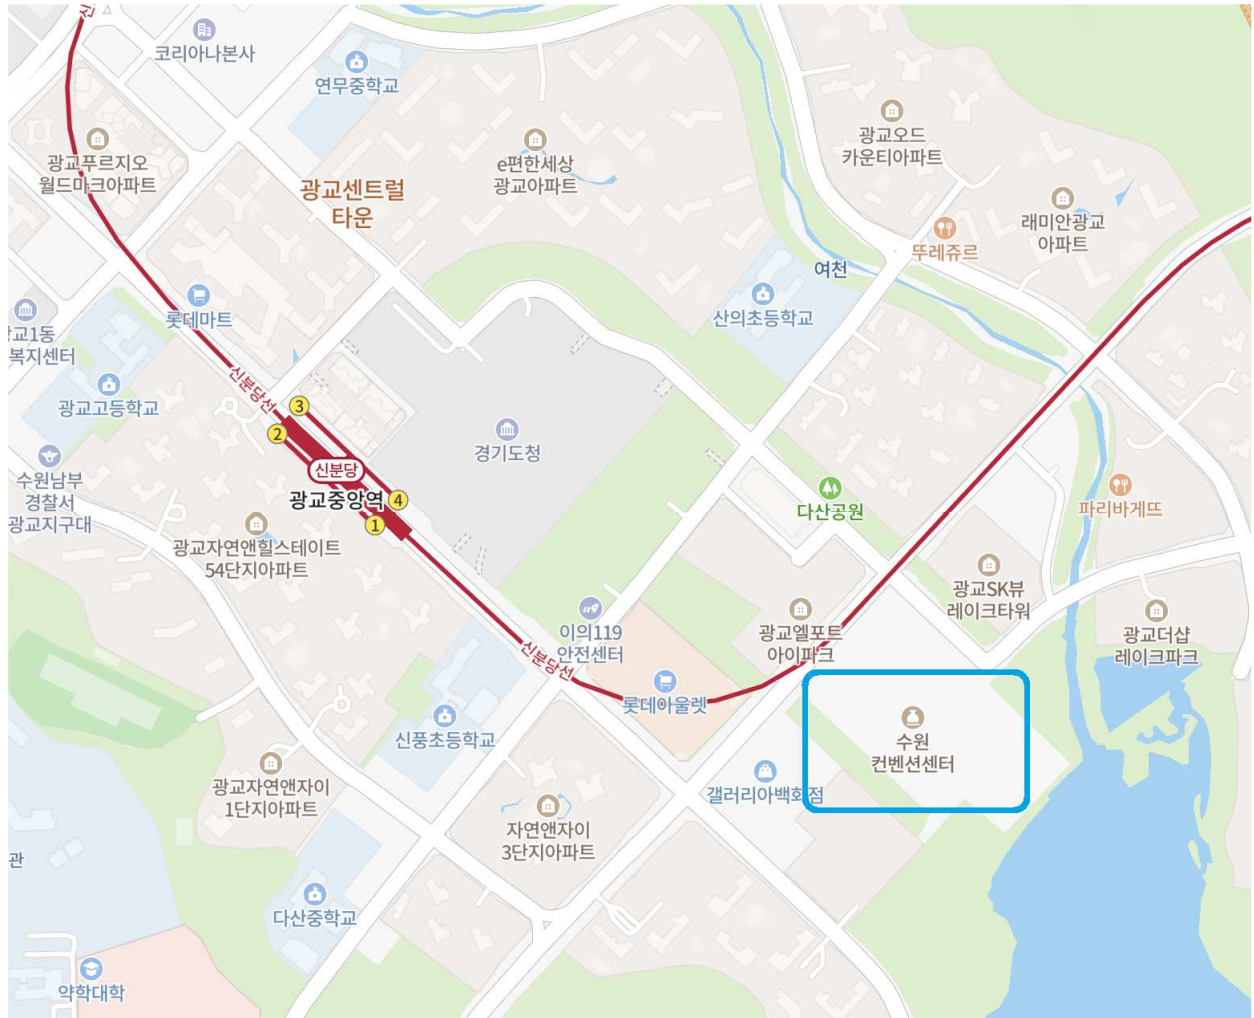 신
코리아나본사
연무중학교
광교푸르지오
월드마크아파트
광교센트럴
타운
e편한세상
광교아파트
광교오드
카운티아파트
래미안광교
아파트
뚜레쥬르
여천
산의초등학교
롯데마트
광교1동
복지센터
광교고등학교
신분당선
3
2
경기도청
신분당
광교중앙역
4
1
수원남부
경찰서
광교지구대
광교자연앤힐스테이트
54단지아파트
다산공원
파리바게뜨
광교SK뷰
레이크타워
119
이의119
안전센터
광교엘포트
아이파크
광교더샵
레이크파크
신분당선
롯데아울렛
신풍초등학교
수원
컨벤션센터
갤러리아백화점
광교자연앤자이
1단지아파트
자연앤자이
3단지아파트
관
다산중학교
약학대학